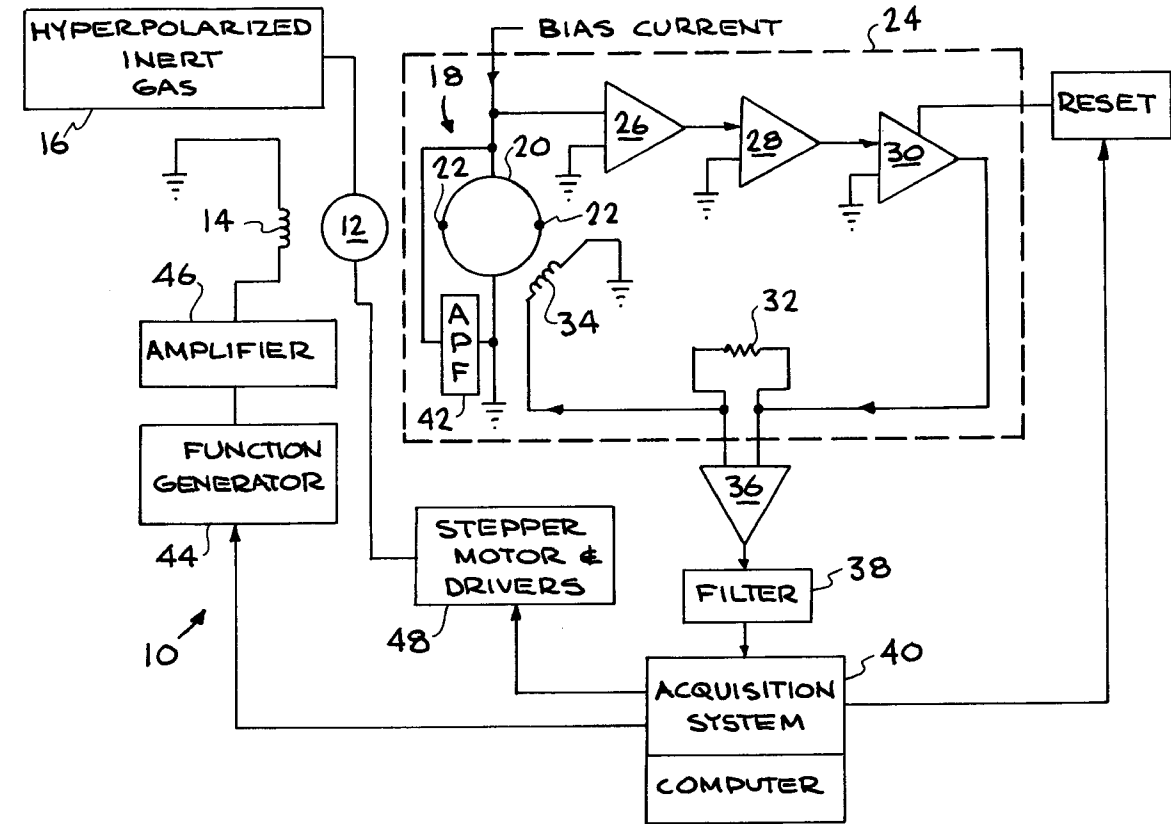 BIAS CURRENT
24
HYPERPOLARIZED
INERT
GAS
16
18
26
28
30
RESET
20
22
22
14
12
34
32
46
AMPLIFIER
APF
42
FUNCTION
GENERATOR
44
36
STEPPER
MOTOR &
DRIVERS
48
FILTER
38
10
40
ACQUISITION
SYSTEM
COMPUTER